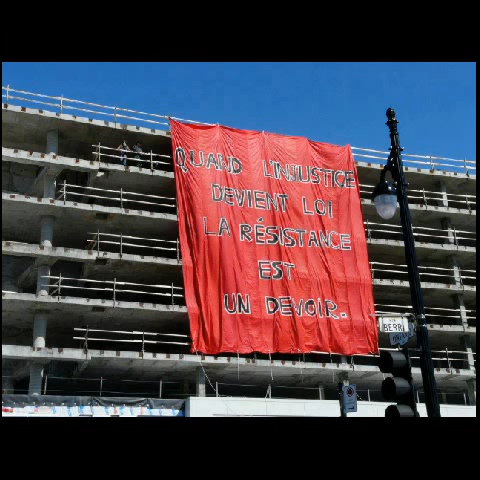 QUAND L'INJUSTICE
DEVIENT LOI
LA RÉSISTANCE
EST
UN DEVOIR.
BERRI